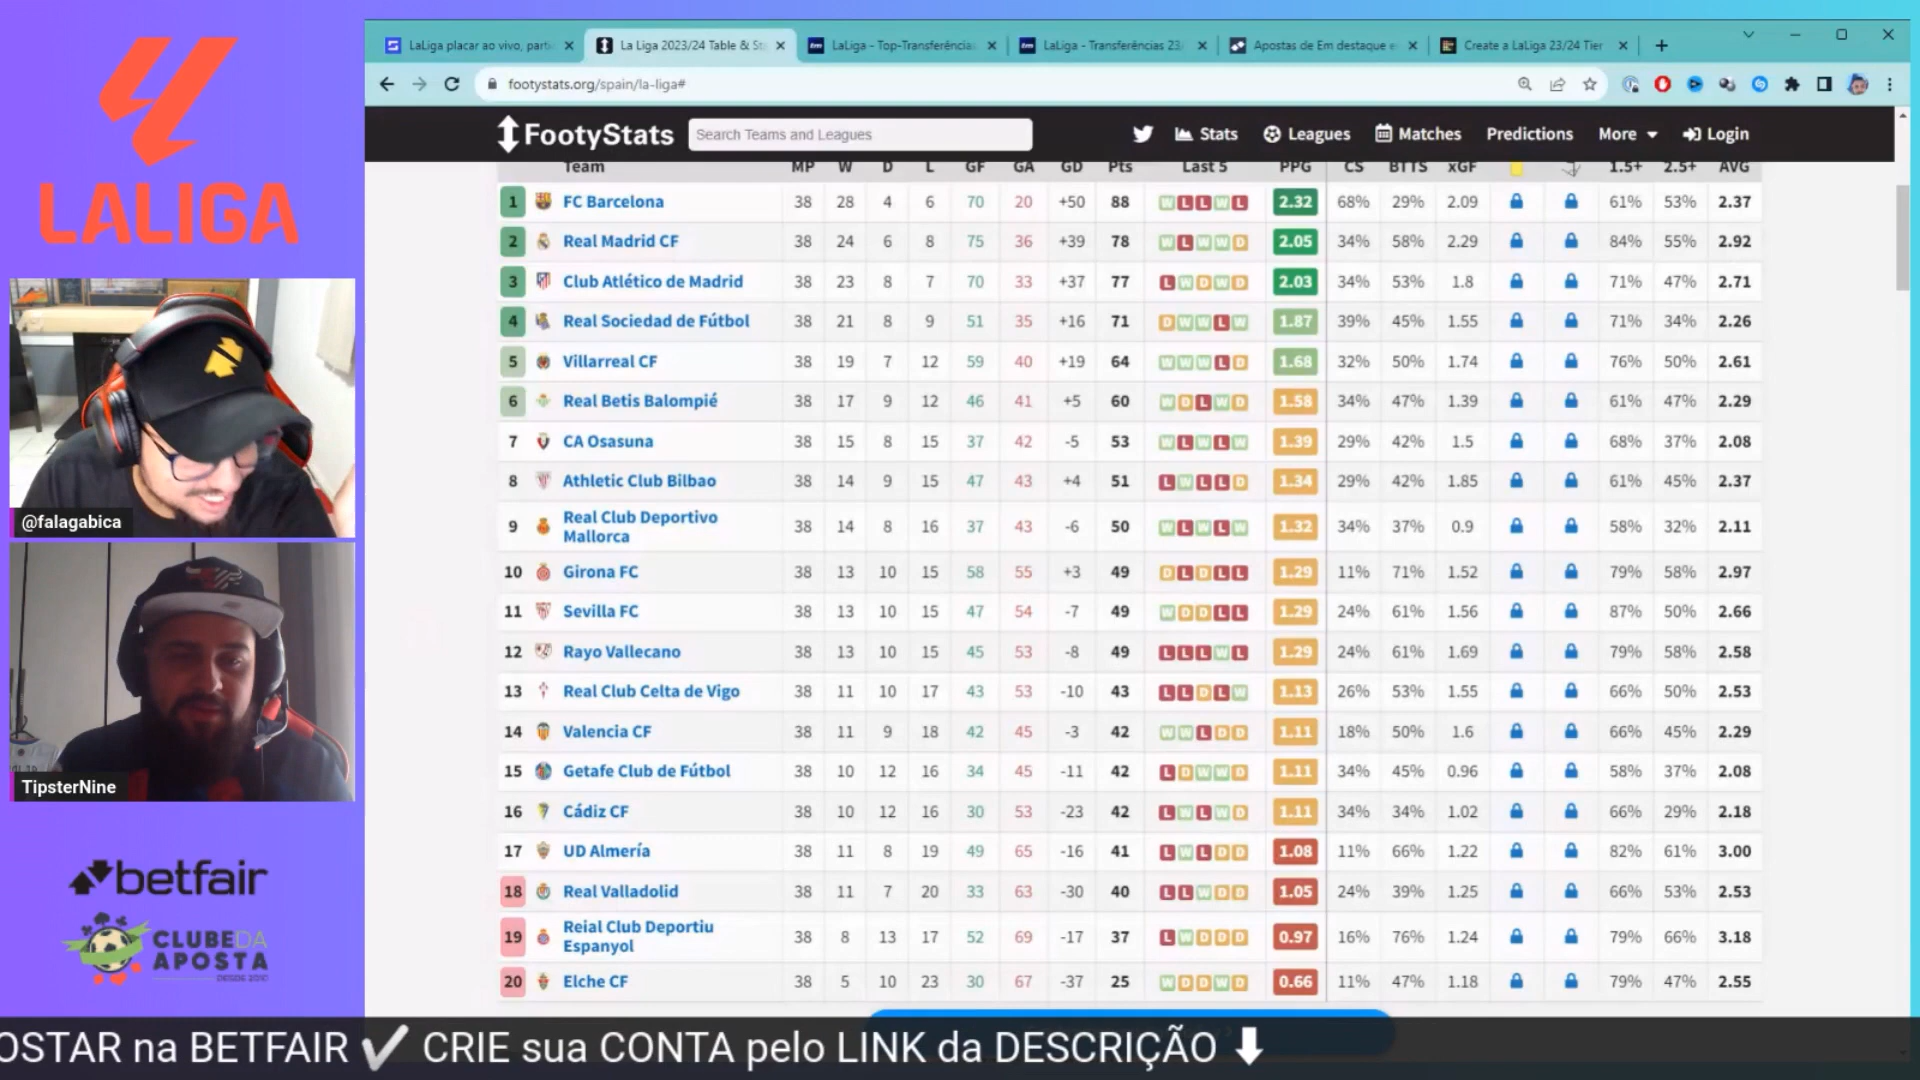 LALIGA
@falagabica
TipsterNine
betfair
CLUBE DA
APOSTA
DESDE 2010
LaLiga placar ao vivo, parti
La Liga 2023/24 Table & St
LaLiga - Top-Transferências
LaLiga - Transferências 23
Apostas de Em destaque e
Create a LaLiga 23/24 Tier
footystats.org/spain/la-liga#
FootyStats
Search Teams and Leagues
Stats Leagues Matches Predictions More Login
Team MP W D L GF GA GD Pts Last 5 PPG CS BTTS xGF 1.5+ 2.5+ AVG
1 FC Barcelona 38 28 4 6 70 20 +50 88 W L L W L 2.32 68% 29% 2.09 61% 53% 2.37
2 Real Madrid CF 38 24 6 8 75 36 +39 78 W L W W D 2.05 34% 58% 2.29 84% 55% 2.92
3 Club Atlético de Madrid 38 23 8 7 70 33 +37 77 L W D W D 2.03 34% 53% 1.8 71% 47% 2.71
4 Real Sociedad de Fútbol 38 21 8 9 51 35 +16 71 D W W L W 1.87 39% 45% 1.55 71% 34% 2.26
5 Villarreal CF 38 19 7 12 59 40 +19 64 W W W L D 1.68 32% 50% 1.74 76% 50% 2.61
6 Real Betis Balompié 38 17 9 12 46 41 +5 60 W D L W D 1.58 34% 47% 1.39 61% 47% 2.29
7 CA Osasuna 38 15 8 15 37 42 -5 53 W L W L W 1.39 29% 42% 1.5 68% 37% 2.08
8 Athletic Club Bilbao 38 14 9 15 47 43 +4 51 L W L L D 1.34 29% 42% 1.85 61% 45% 2.37
9 Real Club Deportivo
Mallorca 38 14 8 16 37 43 -6 50 W L W L W 1.32 34% 37% 0.9 58% 32% 2.11
10 Girona FC 38 13 10 15 58 55 +3 49 D L D L L 1.29 11% 71% 1.52 79% 58% 2.97
11 Sevilla FC 38 13 10 15 47 54 -7 49 W D D L L 1.29 24% 61% 1.56 87% 50% 2.66
12 Rayo Vallecano 38 13 10 15 45 53 -8 49 L L L W L 1.29 24% 61% 1.69 79% 58% 2.58
13 Real Club Celta de Vigo 38 11 10 17 43 53 -10 43 L L D L W 1.13 26% 53% 1.55 66% 50% 2.53
14 Valencia CF 38 11 9 18 42 45 -3 42 W W L D D 1.11 18% 50% 1.6 66% 45% 2.29
15 Getafe Club de Fútbol 38 10 12 16 34 45 -11 42 L D W W D 1.11 34% 45% 0.96 58% 37% 2.08
16 Cádiz CF 38 10 12 16 30 53 -23 42 L W L W D 1.11 34% 34% 1.02 66% 29% 2.18
17 UD Almería 38 11 8 19 49 65 -16 41 L W L D D 1.08 11% 66% 1.22 82% 61% 3.00
18 Real Valladolid 38 11 7 20 33 63 -30 40 L L W D D 1.05 24% 39% 1.25 66% 53% 2.53
19 Reial Club Deportiu
Espanyol 38 8 13 17 52 69 -17 37 L W D D D 0.97 16% 76% 1.24 79% 66% 3.18
20 Elche CF 38 5 10 23 30 67 -37 25 W D D W D 0.66 11% 47% 1.18 79% 47% 2.55
OSTAR na BETFAIR ✔ CRIE sua CONTA pelo LINK da DESCRIÇÃO ⬇